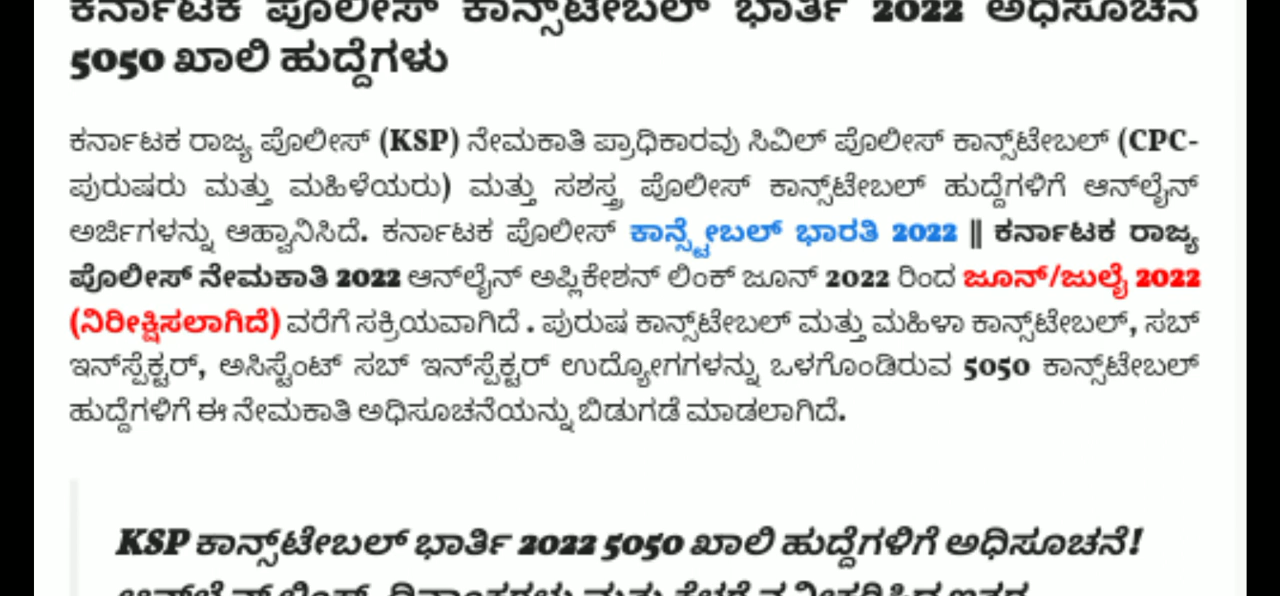 ಕರ್ನಾಟಕ ಪೊಲೀಸ್ ಕಾನ್ಸ್‌ಟೇಬಲ್ ಭಾರ್ತಿ 2022 ಅಧಿಸೂಚನೆ
5050 ಖಾಲಿ ಹುದ್ದೆಗಳು
ಕರ್ನಾಟಕ ರಾಜ್ಯ ಪೊಲೀಸ್ (KSP) ನೇಮಕಾತಿ ಪ್ರಾಧಿಕಾರವು ಸಿವಿಲ್ ಪೊಲೀಸ್ ಕಾನ್ಸ್‌ಟೇಬಲ್ (CPC-
ಪುರುಷರು ಮತ್ತು ಮಹಿಳೆಯರು) ಮತ್ತು ಸಶಸ್ತ್ರ ಪೊಲೀಸ್ ಕಾನ್ಸ್‌ಟೇಬಲ್ ಹುದ್ದೆಗಳಿಗೆ ಆನ್‌ಲೈನ್
ಅರ್ಜಿಗಳನ್ನು ಆಹ್ವಾನಿಸಿದೆ. ಕರ್ನಾಟಕ ಪೊಲೀಸ್ ಕಾನ್ಸ್ಟೇಬಲ್ ಭಾರತಿ 2022 || ಕರ್ನಾಟಕ ರಾಜ್ಯ
ಪೊಲೀಸ್ ನೇಮಕಾತಿ 2022 ಆನ್‌ಲೈನ್ ಅಪ್ಲಿಕೇಶನ್ ಲಿಂಕ್ ಜೂನ್ 2022 ರಿಂದ ಜೂನ್/ಜುಲೈ 2022
(ನಿರೀಕ್ಷಿಸಲಾಗಿದೆ) ವರೆಗೆ ಸಕ್ರಿಯವಾಗಿದೆ . ಪುರುಷ ಕಾನ್ಸ್‌ಟೇಬಲ್ ಮತ್ತು ಮಹಿಳಾ ಕಾನ್ಸ್‌ಟೇಬಲ್, ಸಬ್
ಇನ್‌ಸ್ಪೆಕ್ಟರ್, ಅಸಿಸ್ಟೆಂಟ್ ಸಬ್ ಇನ್‌ಸ್ಪೆಕ್ಟರ್ ಉದ್ಯೋಗಗಳನ್ನು ಒಳಗೊಂಡಿರುವ 5050 ಕಾನ್ಸ್‌ಟೇಬಲ್
ಹುದ್ದೆಗಳಿಗೆ ಈ ನೇಮಕಾತಿ ಅಧಿಸೂಚನೆಯನ್ನು ಬಿಡುಗಡೆ ಮಾಡಲಾಗಿದೆ.
KSP ಕಾನ್ಸ್‌ಟೇಬಲ್ ಭಾರ್ತಿ 2022 5050 ಖಾಲಿ ಹುದ್ದೆಗಳಿಗೆ ಅಧಿಸೂಚನೆ!